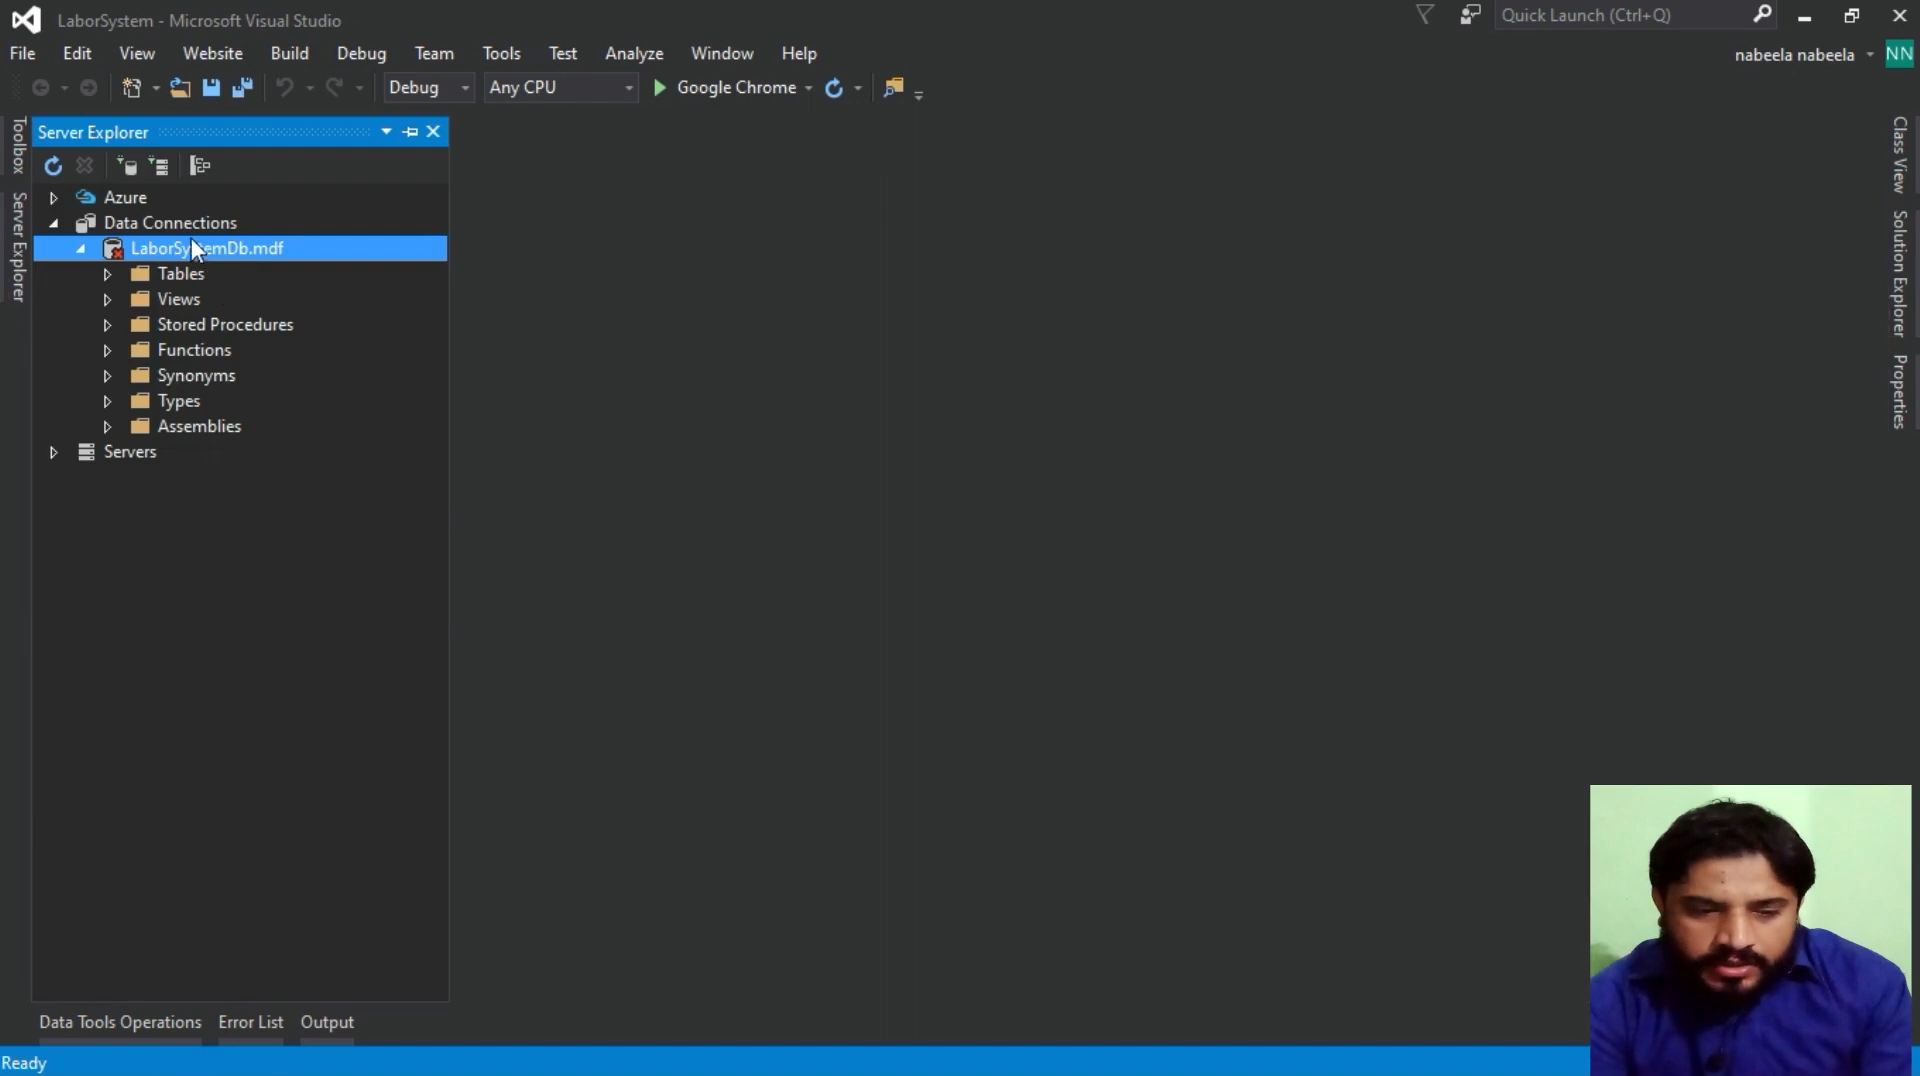 LaborSystem - Microsoft Visual Studio
Quick Launch (Ctrl+Q)
File Edit View Website Build Debug Team Tools Test Analyze Window Help
nabeela nabeela NN
Debug Any CPU Google Chrome
Toolbox
Server Explorer
Server Explorer
Azure
Data Connections
LaborSystemDb.mdf
Tables
Views
Stored Procedures
Functions
Synonyms
Types
Assemblies
Servers
Class View
Solution Explorer
Properties
Data Tools Operations Error List Output
Ready